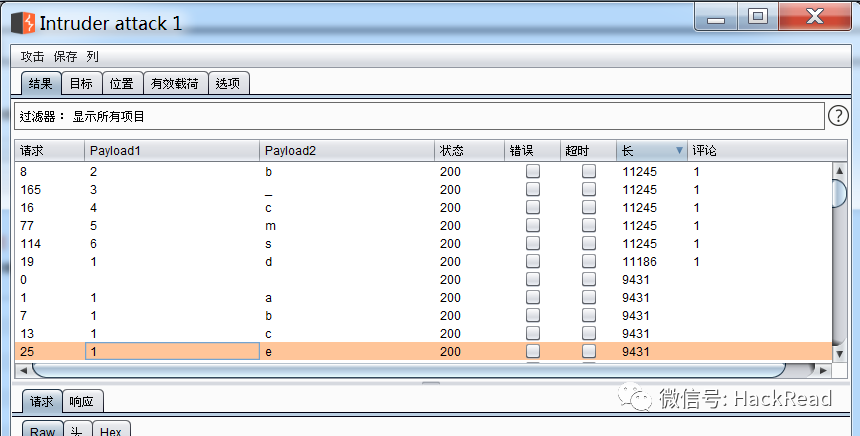 Intruder attack 1
攻击 保存 列
结果 目标 位置 有效载荷 选项
过滤器： 显示所有项目 ?
请求 Payload1 Payload2 状态 错误 超时 长 评论
8 2 b 200 11245 1
165 3 _ 200 11245 1
16 4 c 200 11245 1
77 5 m 200 11245 1
114 6 s 200 11245 1
19 1 d 200 11186 1
0 200 9431
1 1 a 200 9431
7 1 b 200 9431
13 1 c 200 9431
25 1 e 200 9431
请求 响应
微信号: HackRead
Raw 头 Hex